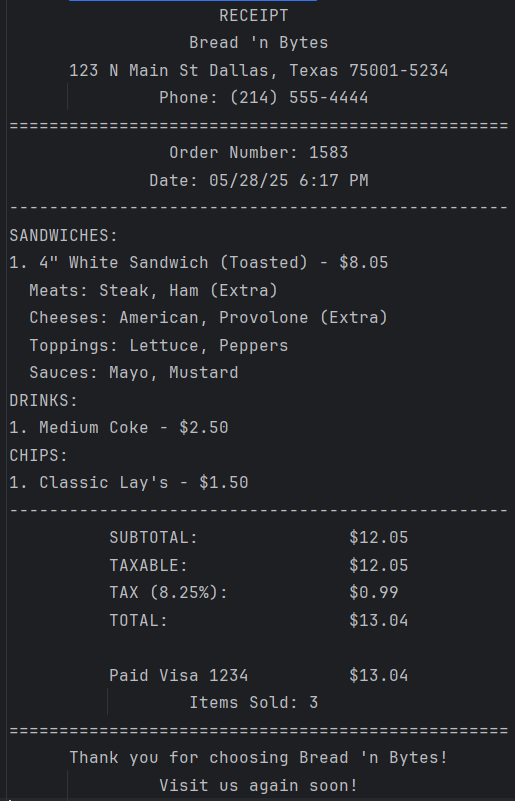 RECEIPT
Bread 'n Bytes
123 N Main St Dallas, Texas 75001-5234
Phone: (214) 555-4444
==================================================
Order Number: 1583
Date: 05/28/25 6:17 PM
--------------------------------------------------
SANDWICHES:
1. 4" White Sandwich (Toasted) - $8.05
Meats: Steak, Ham (Extra)
Cheeses: American, Provolone (Extra)
Toppings: Lettuce, Peppers
Sauces: Mayo, Mustard
DRINKS:
1. Medium Coke - $2.50
CHIPS:
1. Classic Lay's - $1.50
--------------------------------------------------
SUBTOTAL: $12.05
TAXABLE: $12.05
TAX (8.25%): $0.99
TOTAL: $13.04
Paid Visa 1234 $13.04
Items Sold: 3
==================================================
Thank you for choosing Bread 'n Bytes!
Visit us again soon!